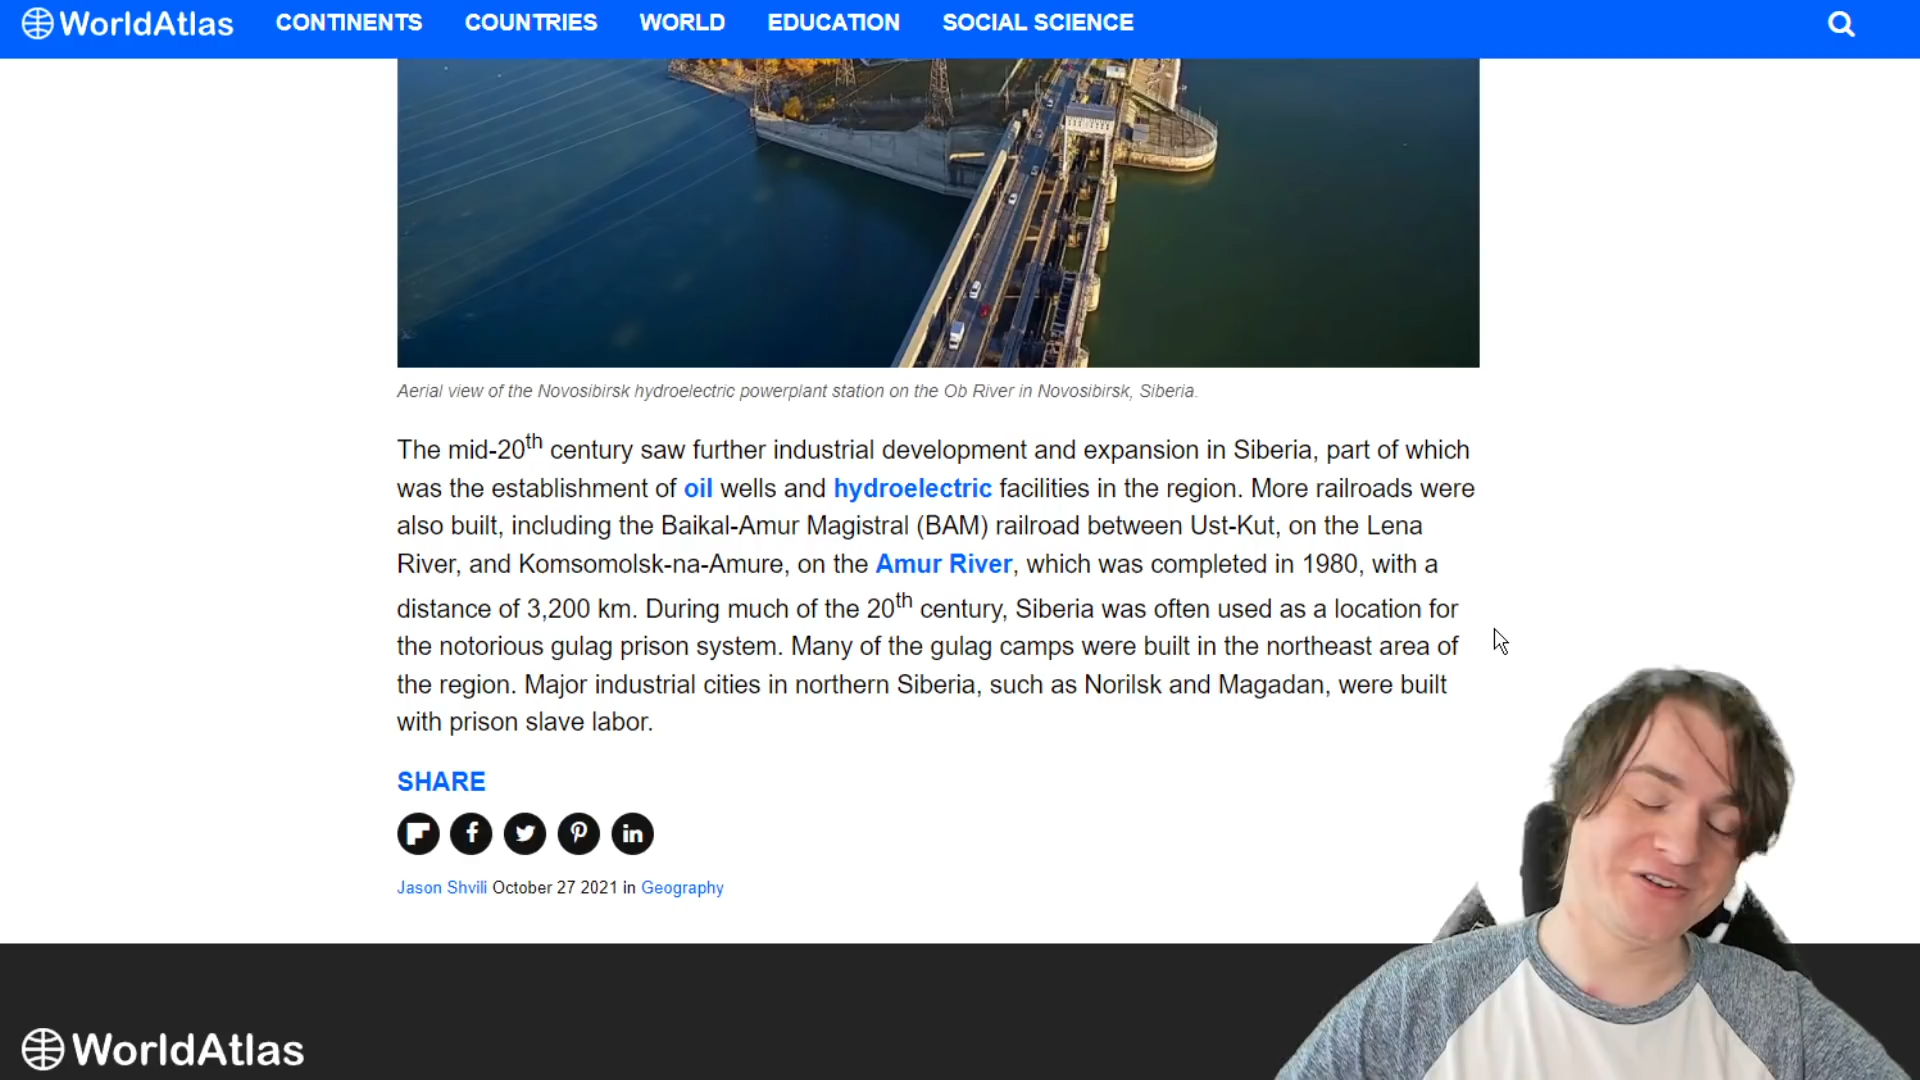 WorldAtlas CONTINENTS COUNTRIES WORLD EDUCATION SOCIAL SCIENCE
Aerial view of the Novosibirsk hydroelectric powerplant station on the Ob River in Novosibirsk, Siberia.
The mid-20th century saw further industrial development and expansion in Siberia, part of which
was the establishment of oil wells and hydroelectric facilities in the region. More railroads were
also built, including the Baikal-Amur Magistral (BAM) railroad between Ust-Kut, on the Lena
River, and Komsomolsk-na-Amure, on the Amur River, which was completed in 1980, with a
distance of 3,200 km. During much of the 20th century, Siberia was often used as a location for
the notorious gulag prison system. Many of the gulag camps were built in the northeast area of
the region. Major industrial cities in northern Siberia, such as Norilsk and Magadan, were built
with prison slave labor.
SHARE
Jason Shvili October 27 2021 in Geography
WorldAtlas